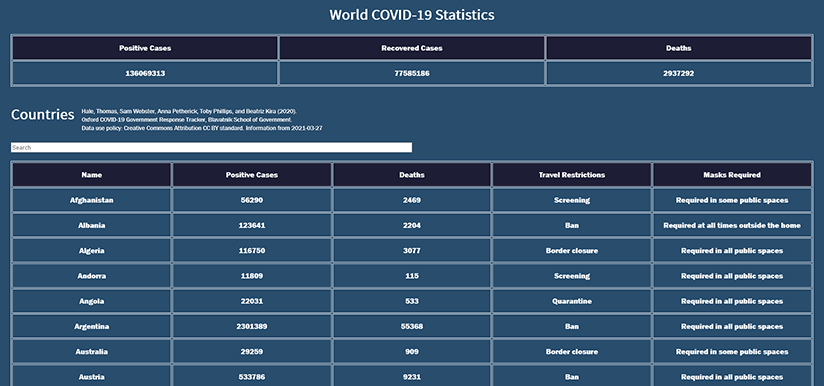 World COVID-19 Statistics
Positive Cases Recovered Cases Deaths
136069313 77585186 2937292
Countries
Hale, Thomas, Sam Webster, Anna Petherick, Toby Phillips, and Beatriz Kira (2020).
Oxford COVID-19 Government Response Tracker, Blavatnik School of Government.
Data use policy: Creative Commons Attribution CC BY standard. Information from 2021-03-27
Search
Name Positive Cases Deaths Travel Restrictions Masks Required
Afghanistan 56290 2469 Screening Required in some public spaces
Albania 123641 2204 Ban Required at all times outside the home
Algeria 116750 3077 Border closure Required in all public spaces
Andorra 11809 115 Screening Required in all public spaces
Angola 22031 533 Quarantine Required in all public spaces
Argentina 2301389 55368 Ban Required in all public spaces
Australia 29259 909 Border closure Required in some public spaces
Austria 533786 9231 Ban Required in all public spaces